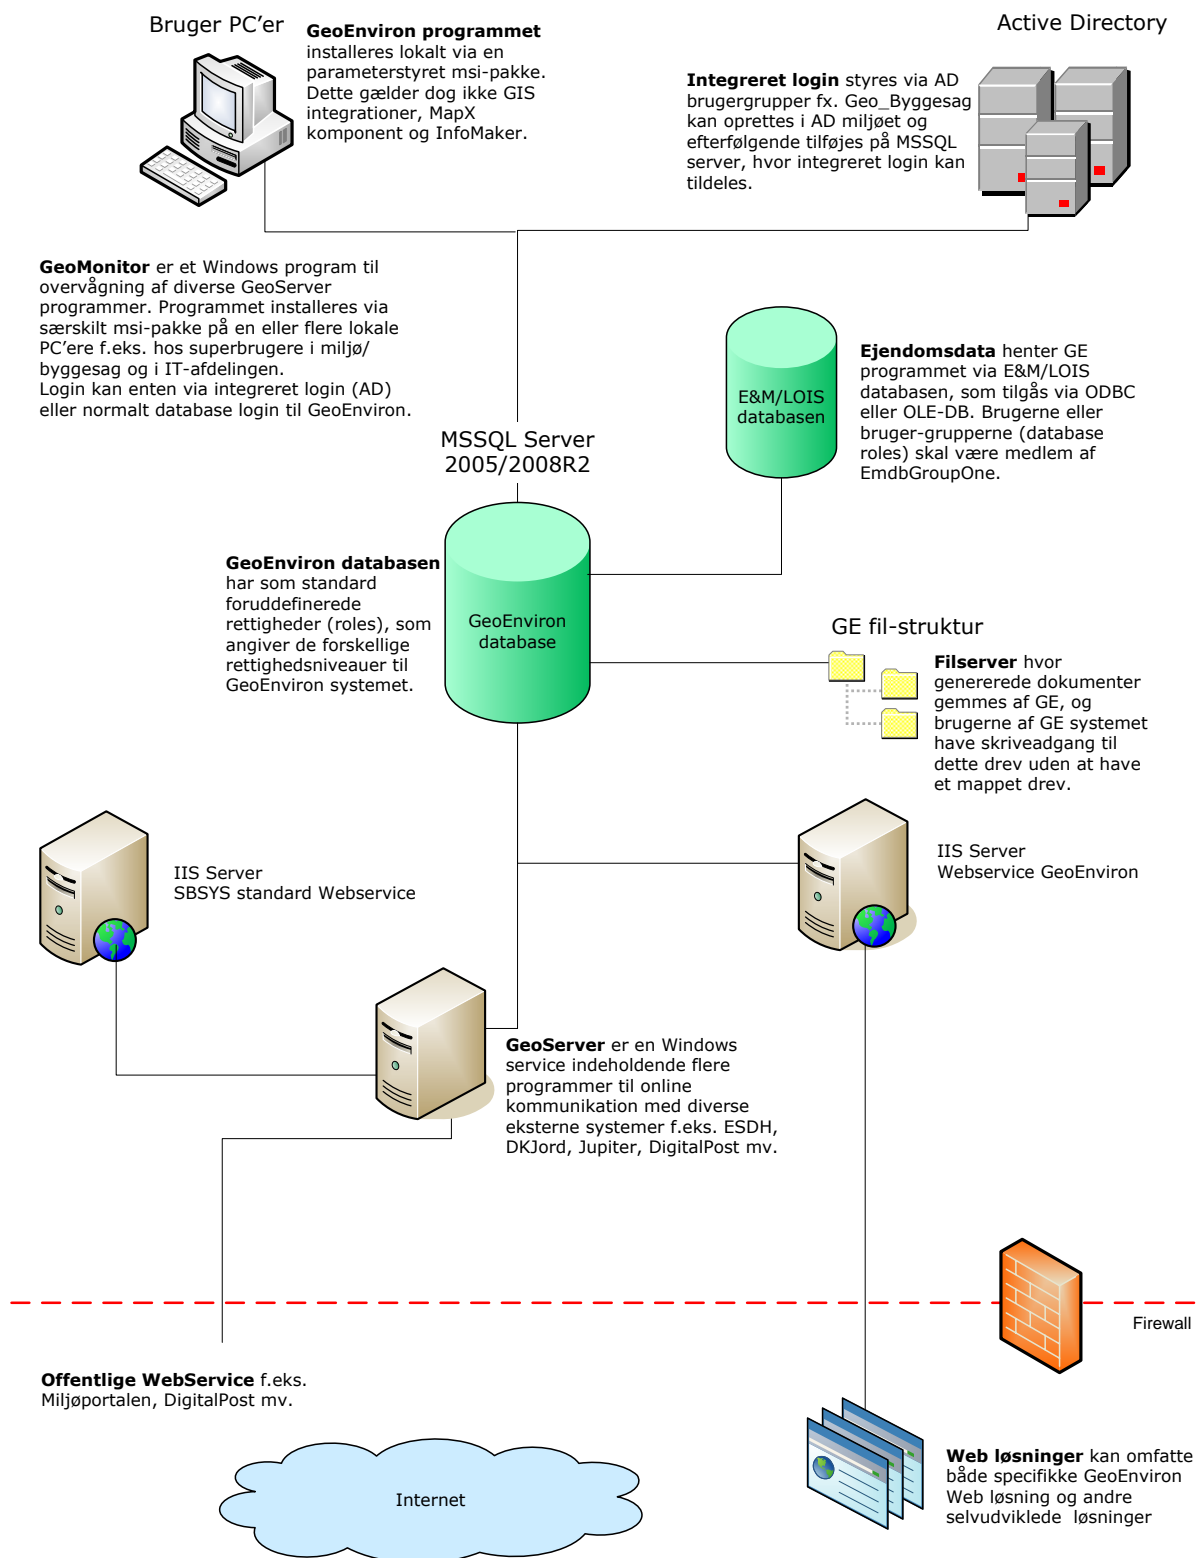 Bruger PC'er
GeoEnviron programmet
installeres lokalt via en
parameterstyret msi-pakke.
Dette gælder dog ikke GIS
integrationer, MapX
komponent og InfoMaker.
Active Directory
Integreret login styres via AD
brugergrupper fx. Geo_Byggesag
kan oprettes i AD miljøet og
efterfølgende tilføjes på MSSQL
server, hvor integreret login kan
tildeles.
GeoMonitor er et Windows program til
overvågning af diverse GeoServer
programmer. Programmet installeres via
særskilt msi-pakke på en eller flere lokale
PC'ere f.eks. hos superbrugere i miljø/
byggesag og i IT-afdelingen.
Login kan enten via integreret login (AD)
eller normalt database login til GeoEnviron.
E&M/LOIS
databasen
Ejendomsdata henter GE
programmet via E&M/LOIS
databasen, som tilgås via ODBC
eller OLE-DB. Brugerne eller
bruger-grupperne (database
roles) skal være medlem af
EmdbGroupOne.
MSSQL Server
2005/2008R2
GeoEnviron databasen
har som standard
foruddefinerede
rettigheder (roles), som
angiver de forskellige
rettighedsniveauer til
GeoEnviron systemet.
GeoEnviron
database
GE fil-struktur
Filserver hvor
genererede dokumenter
gemmes af GE, og
brugerne af GE systemet
have skriveadgang til
dette drev uden at have
et mappet drev.
IIS Server
SBSYS standard Webservice
IIS Server
Webservice GeoEnviron
GeoServer er en Windows
service indeholdende flere
programmer til online
kommunikation med diverse
eksterne systemer f.eks. ESDH,
DKJord, Jupiter, DigitalPost mv.
Firewall
Offentlige WebService f.eks.
Miljøportalen, DigitalPost mv.
Internet
Web løsninger kan omfatte
både specifikke GeoEnviron
Web løsning og andre
selvudviklede  løsninger